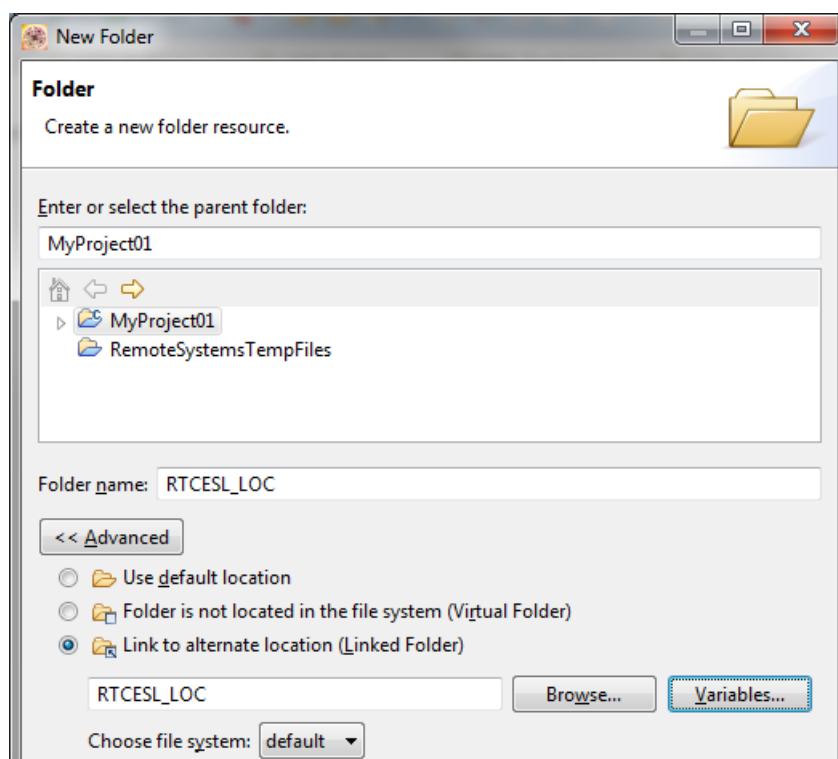 New Folder
Folder
Create a new folder resource.
Enter or select the parent folder:
MyProject01
MyProject01
RemoteSystemsTempFiles
Folder name: RTCESL_LOC
<< Advanced
Use default location
Folder is not located in the file system (Virtual Folder)
Link to alternate location (Linked Folder)
RTCESL_LOC Browse... Variables...
Choose file system: default